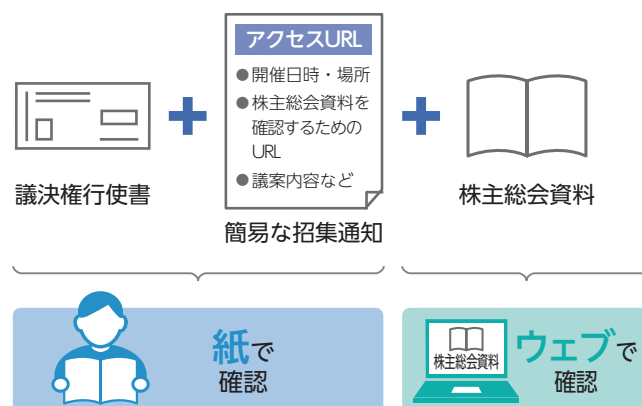 アクセスURL
●開催日時・場所
●株主総会資料を
確認するための
URL
●議案内容など
議決権行使書
簡易な招集通知
株主総会資料
紙で
確認
株主総会資料
ウェブで
確認